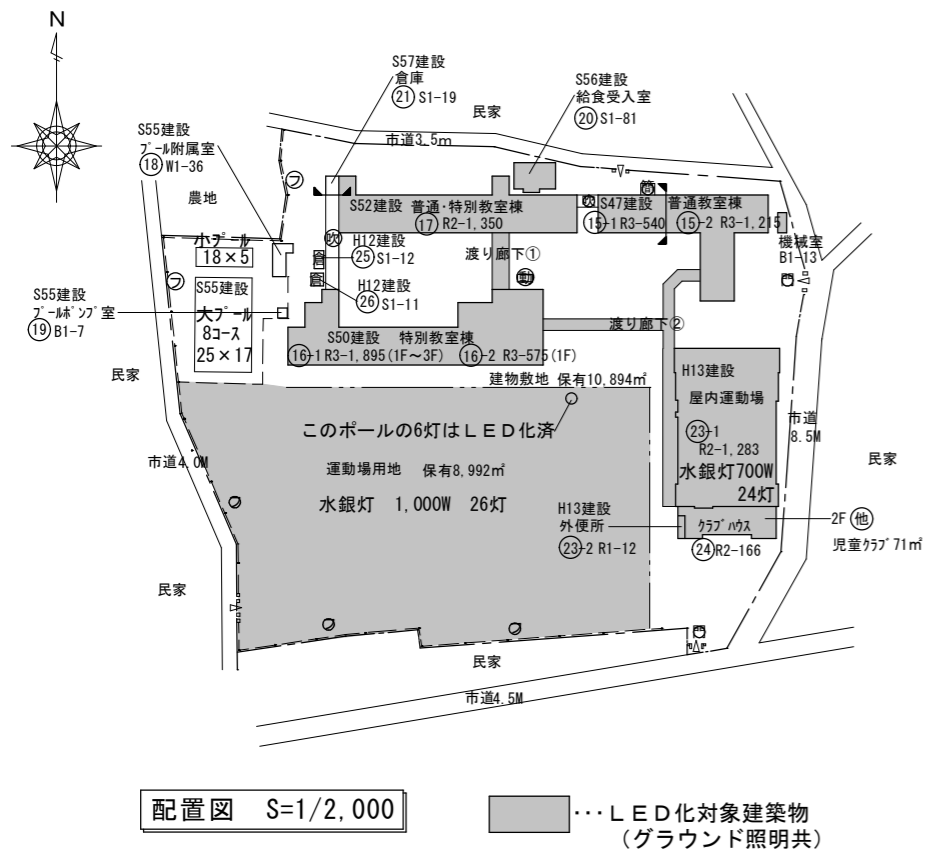 N
S57建設
倉庫
㉑ S1-19
S56建設
給食受入室
⑳ S1-81
民家
市道3.5m
S55建設
プール附属室
⑱ W1-36
農地
フ
簡
吹
S52建設 普通・特別教室棟
⑰ R2-1,350
S47建設 普通教室棟
⑮-1 R3-540
⑮-2 R3-1,215
機械室
B1-13
門
小プール
18×5
吹
倉
H12建設
㉕ S1-12
倉
H12建設
㉖ S1-11
渡り廊下①
動
フ
S55建設
プールポンプ室
⑲ B1-7
S55建設
大プール
8コース
25×17
S50建設 特別教室棟
⑯-1 R3-1,895(1F～3F)
⑯-2 R3-575(1F)
渡り廊下②
建物敷地 保有10,894㎡
民家
このポールの6灯はLED化済
運動場用地 保有8,992㎡
水銀灯 1,000W 26灯
市道4.0M
H13建設
屋内運動場
㉓-1
R2-1,283
水銀灯700W
24灯
市道
8.5M
民家
H13建設
外便所
㉓-2 R1-12
クラブハウス
㉔ R2-166
2F 他
児童クラブ71㎡
民家
フ
フ
フ
門
民家
市道4.5M
配置図 S=1/2,000
･･･LED化対象建築物
(グラウンド照明共)